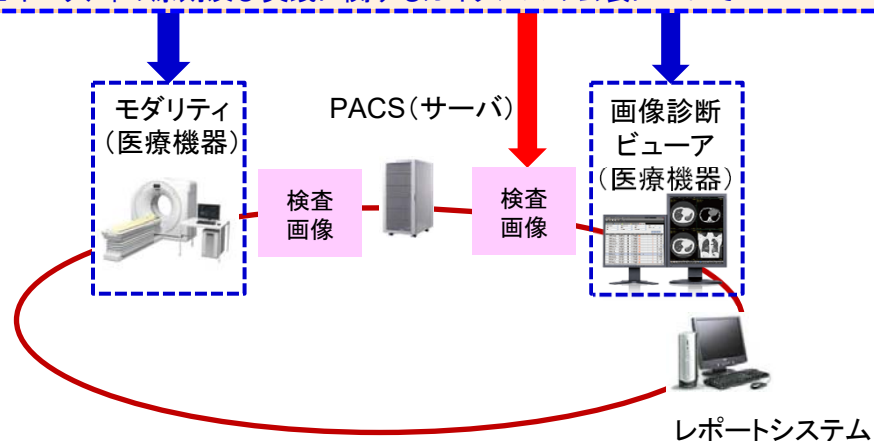 モダリティ
（医療機器）
PACS（サーバ）
画像診断
ビューア
（医療機器）
検査
画像
検査
画像
レポートシステム